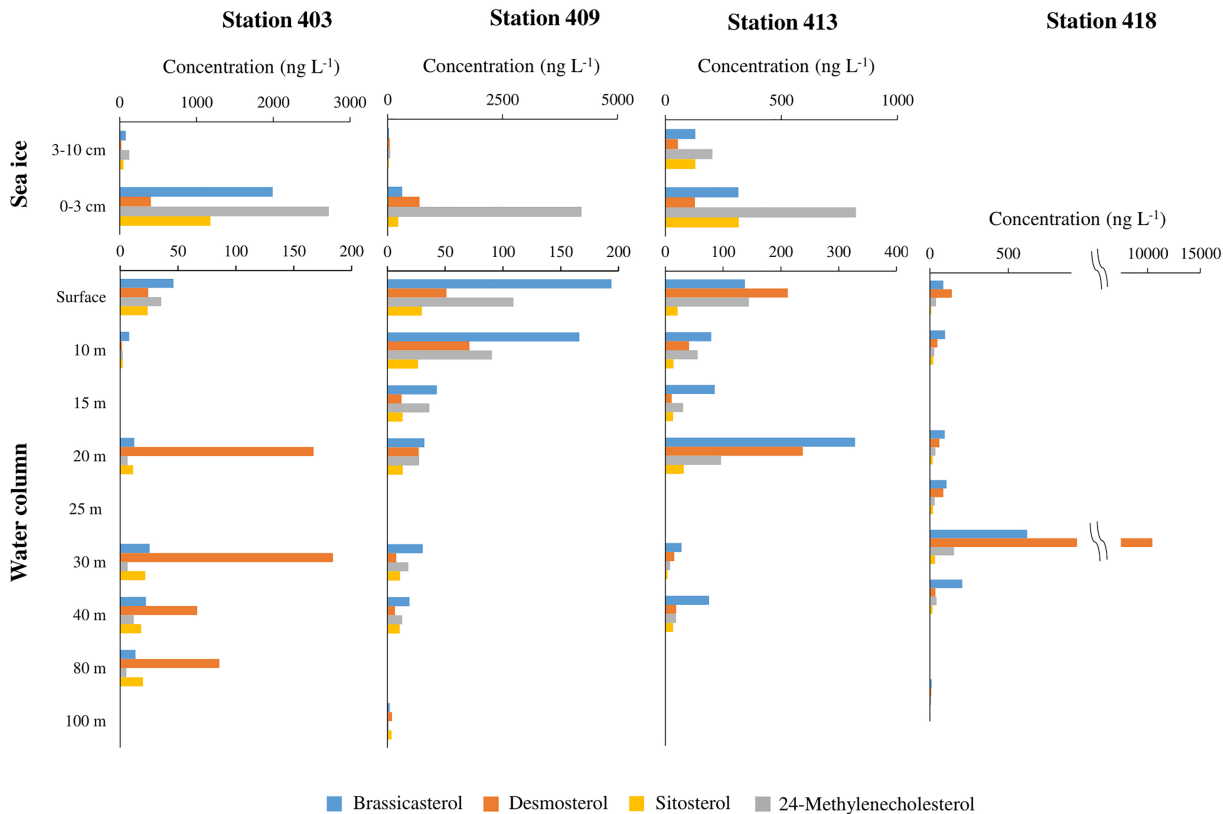 Station 403 Station 409 Station 413 Station 418
Concentration (ng L-1) Concentration (ng L-1) Concentration (ng L-1)
0 1000 2000 3000 0 2500 5000 0 500 1000
Sea ice
3-10 cm
0-3 cm
Concentration (ng L-1)
0 50 100 150 200 0 50 100 150 200 0 100 200 300 400 0 500 10000 15000
Water column
Surface
10 m
15 m
20 m
25 m
30 m
40 m
80 m
100 m
Brassicasterol Desmosterol Sitosterol 24-Methylenecholesterol